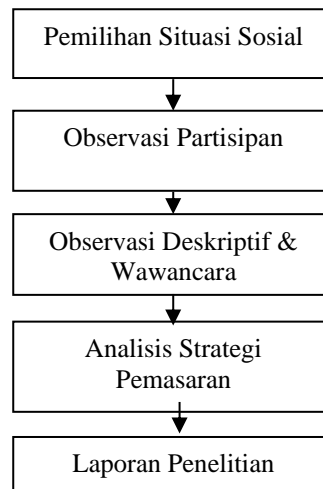 Pemilihan Situasi Sosial
Observasi Partisipan
Observasi Deskriptif &
Wawancara
Analisis Strategi
Pemasaran
Laporan Penelitian